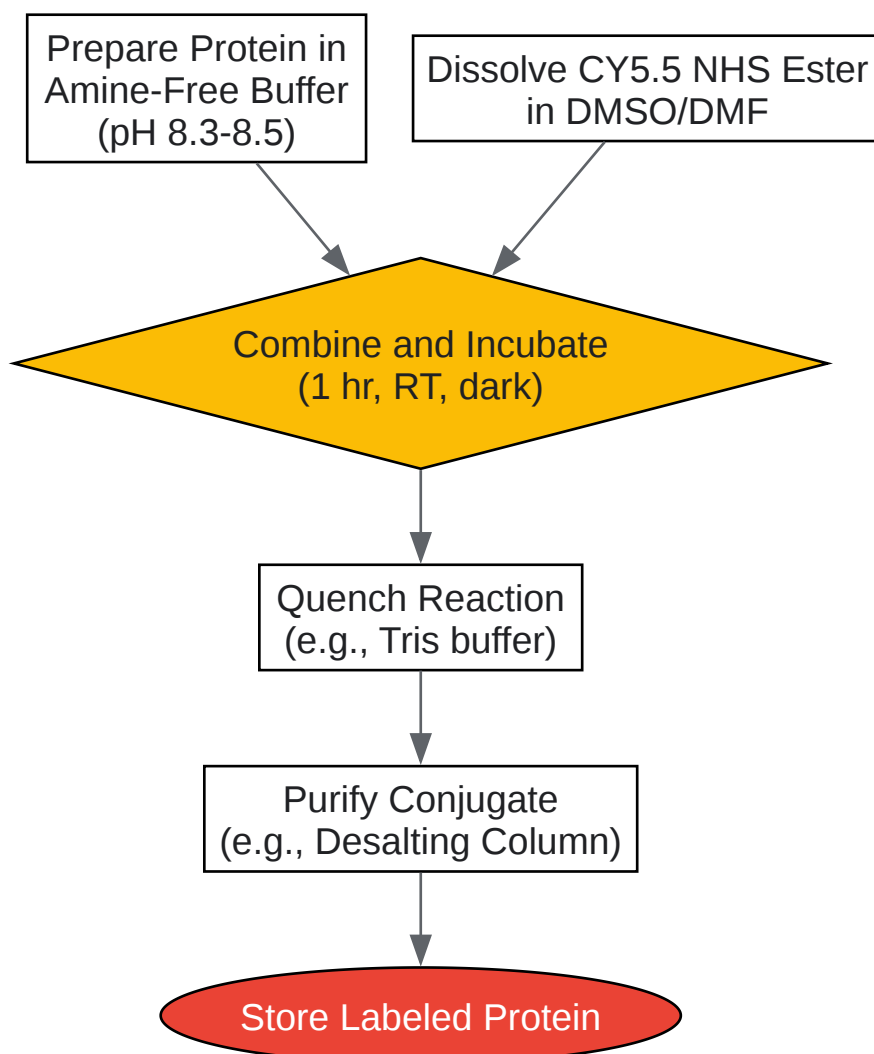 Prepare Protein in
Amine-Free Buffer
(pH 8.3-8.5)
Dissolve CY5.5 NHS Ester
in DMSO/DMF
Combine and Incubate
(1 hr, RT, dark)
Quench Reaction
(e.g., Tris buffer)
Purify Conjugate
(e.g., Desalting Column)
Store Labeled Protein